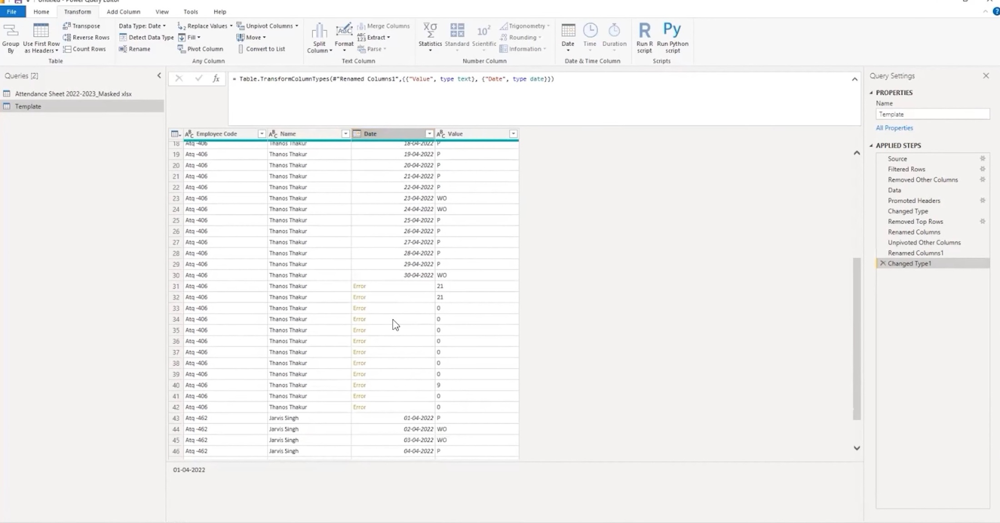 Untitled - Power Query Editor
File Home Transform Add Column View Tools Help
Group By
Use First Row as Headers
Transpose
Reverse Rows
Count Rows
Table
Data Type: Date
Detect Data Type
Rename
Replace Values
Fill
Pivot Column
Unpivot Columns
Move
Convert to List
Any Column
Split Column
Format
Merge Columns
Extract
Parse
Text Column
Statistics
Standard
Scientific
Trigonometry
Rounding
Information
Number Column
Date
Time
Duration
Date & Time Column
Run R script
Run Python script
Scripts
Queries [2]
Attendance Sheet 2022-2023_Masked xlsx
Template
fx = Table.TransformColumnTypes(#"Renamed Columns1",{{"Value", type text}, {"Date", type date}})
Employee Code Name Date Value
18 Atq -406 Thanos Thakur 18-04-2022 P
19 Atq -406 Thanos Thakur 19-04-2022 P
20 Atq -406 Thanos Thakur 20-04-2022 P
21 Atq -406 Thanos Thakur 21-04-2022 P
22 Atq -406 Thanos Thakur 22-04-2022 P
23 Atq -406 Thanos Thakur 23-04-2022 WO
24 Atq -406 Thanos Thakur 24-04-2022 WO
25 Atq -406 Thanos Thakur 25-04-2022 P
26 Atq -406 Thanos Thakur 26-04-2022 P
27 Atq -406 Thanos Thakur 27-04-2022 P
28 Atq -406 Thanos Thakur 28-04-2022 P
29 Atq -406 Thanos Thakur 29-04-2022 P
30 Atq -406 Thanos Thakur 30-04-2022 WO
31 Atq -406 Thanos Thakur Error 21
32 Atq -406 Thanos Thakur Error 21
33 Atq -406 Thanos Thakur Error 0
34 Atq -406 Thanos Thakur Error 0
35 Atq -406 Thanos Thakur Error 0
36 Atq -406 Thanos Thakur Error 0
37 Atq -406 Thanos Thakur Error 0
38 Atq -406 Thanos Thakur Error 0
39 Atq -406 Thanos Thakur Error 0
40 Atq -406 Thanos Thakur Error 9
41 Atq -406 Thanos Thakur Error 0
42 Atq -406 Thanos Thakur Error 0
43 Atq -462 Jarvis Singh 01-04-2022 P
44 Atq -462 Jarvis Singh 02-04-2022 WO
45 Atq -462 Jarvis Singh 03-04-2022 WO
46 Atq -462 Jarvis Singh 04-04-2022 P
01-04-2022
Query Settings
PROPERTIES
Name
Template
All Properties
APPLIED STEPS
Source
Filtered Rows
Removed Other Columns
Data
Promoted Headers
Changed Type
Removed Top Rows
Renamed Columns
Unpivoted Other Columns
Renamed Columns1
Changed Type1